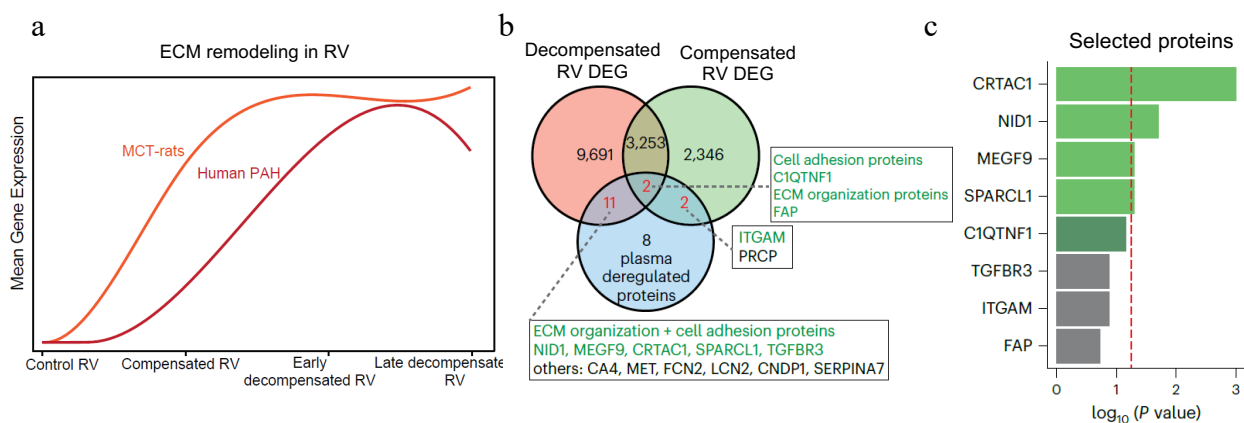 a
ECM remodeling in RV
Mean Gene Expression
MCT-rats
Human PAH
Control RV
Compensated RV
Early
decompensated RV
Late decompensate
RV
b
Decompensated
RV DEG
Compensated
RV DEG
9,691
3,253
2,346
2
11
2
8
plasma
deregulated
proteins
Cell adhesion proteins
C1QTNF1
ECM organization proteins
FAP
ITGAM
PRCP
ECM organization + cell adhesion proteins
NID1, MEGF9, CRTAC1, SPARCL1, TGFBR3
others: CA4, MET, FCN2, LCN2, CNDP1, SERPINA7
c
Selected proteins
CRTAC1
NID1
MEGF9
SPARCL1
C1QTNF1
TGFBR3
ITGAM
FAP
0
1
2
3
log10 (P value)